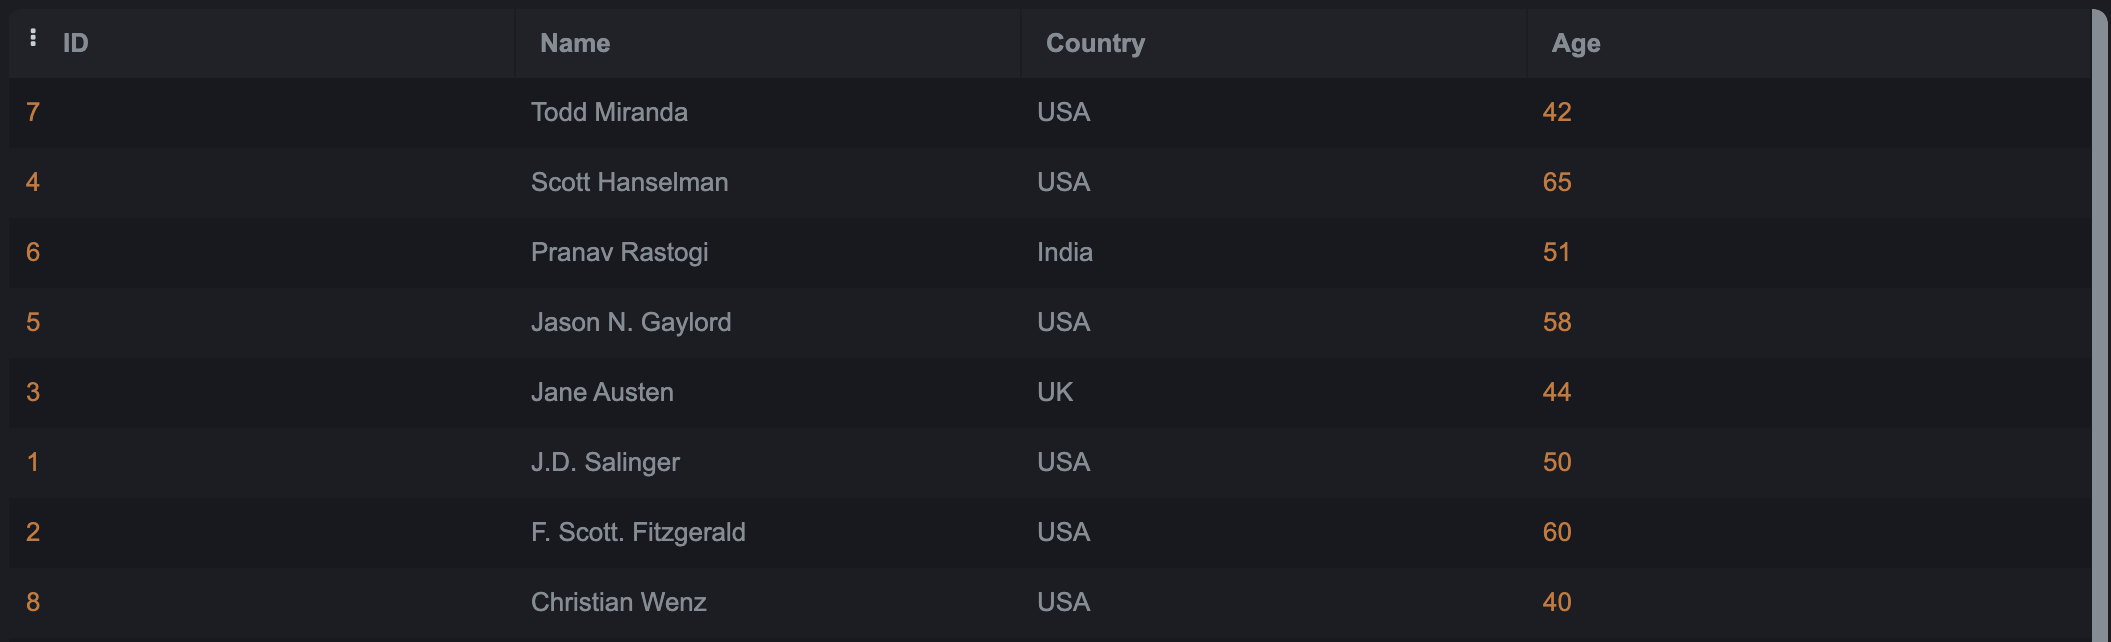 ID Name Country Age
7 Todd Miranda USA 42
4 Scott Hanselman USA 65
6 Pranav Rastogi India 51
5 Jason N. Gaylord USA 58
3 Jane Austen UK 44
1 J.D. Salinger USA 50
2 F. Scott. Fitzgerald USA 60
8 Christian Wenz USA 40